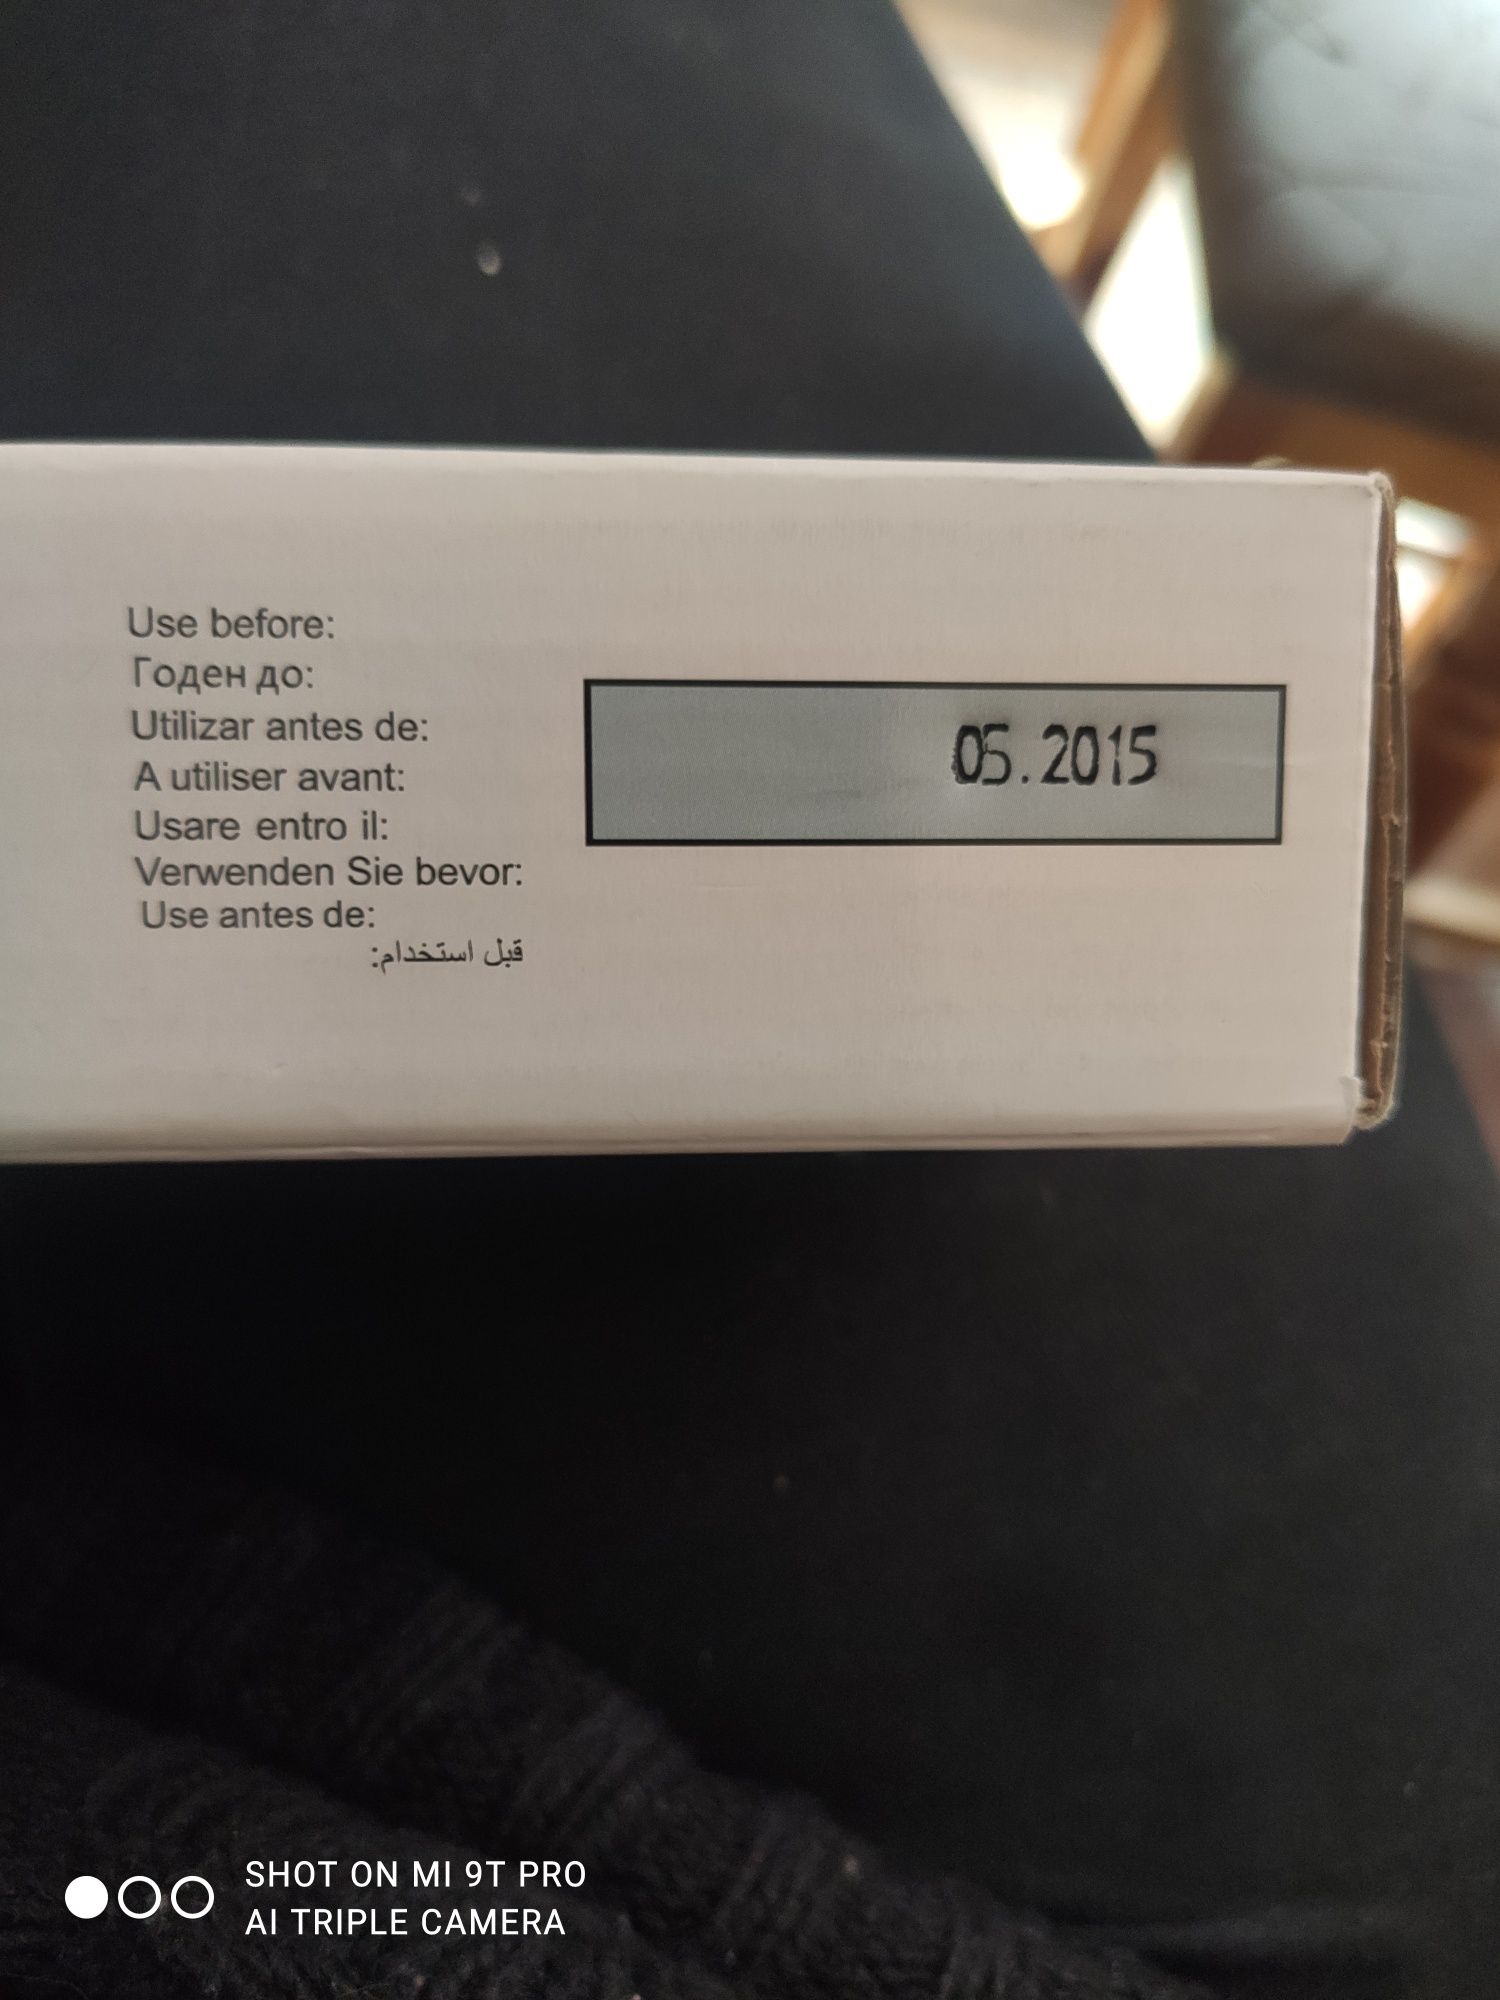 Use before:
Годен до:
Utilizar antes de:
A utiliser avant:
Usare entro il:
Verwenden Sie bevor:
Use antes de:
قبل استخدام:
05.2015
SHOT ON MI 9T PRO
AI TRIPLE CAMERA